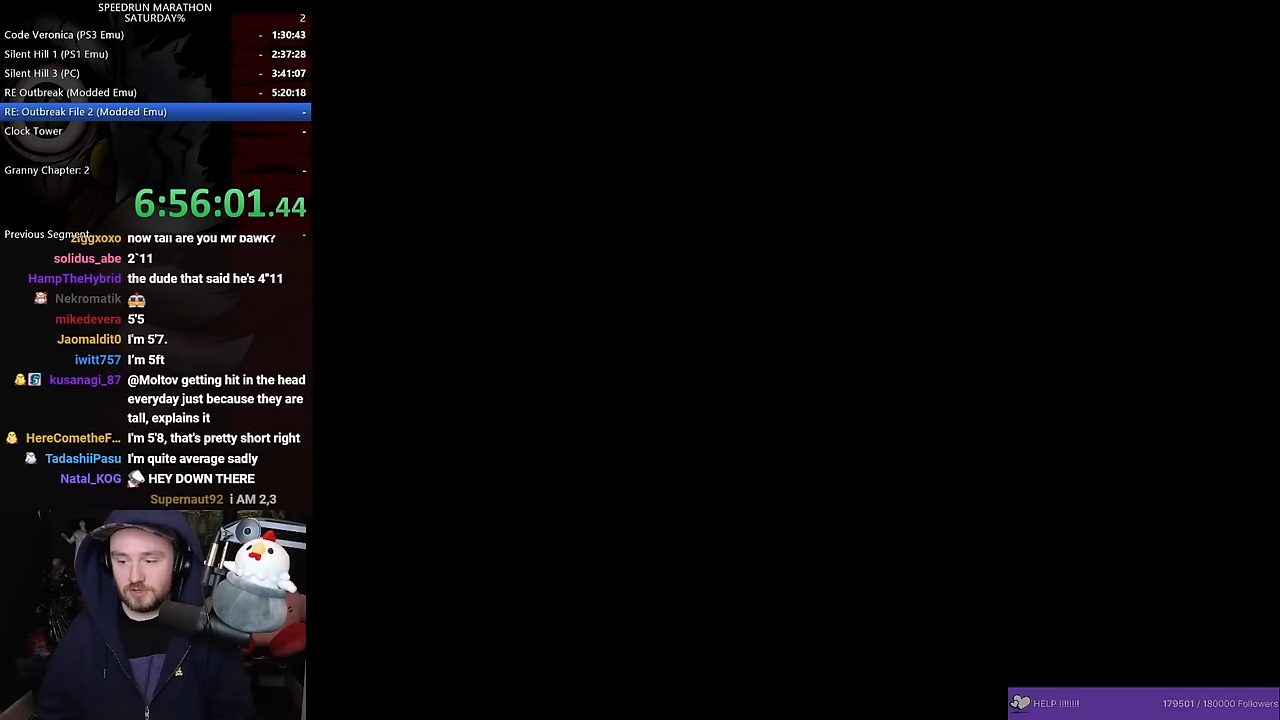 SPEEDRUN MARATHON
SATURDAY%
2
Code Veronica (PS3 Emu) - 1:30:43
Silent Hill 1 (PS1 Emu) - 2:37:28
Silent Hill 3 (PC) - 3:41:07
RE Outbreak (Modded Emu) - 5:20:18
RE: Outbreak File 2 (Modded Emu) -
Clock Tower -
Granny Chapter: 2 -
6:56:01.44
Previous Segment -
ziggxoxo how tall are you Mr bawk?
solidus_abe 2`11
HampTheHybrid the dude that said he's 4"11
Nekromatik
mikedevera 5'5
Jaomaldit0 I'm 5'7.
iwitt757 I'm 5ft
kusanagi_87 @Moltov getting hit in the head
everyday just because they are
tall, explains it
HereCometheF... I'm 5'8, that's pretty short right
TadashiiPasu I'm quite average sadly
Natal_KOG HEY DOWN THERE
Supernaut92 i AM 2,3
HELP !!!!!!! 179501 / 180000 Followers